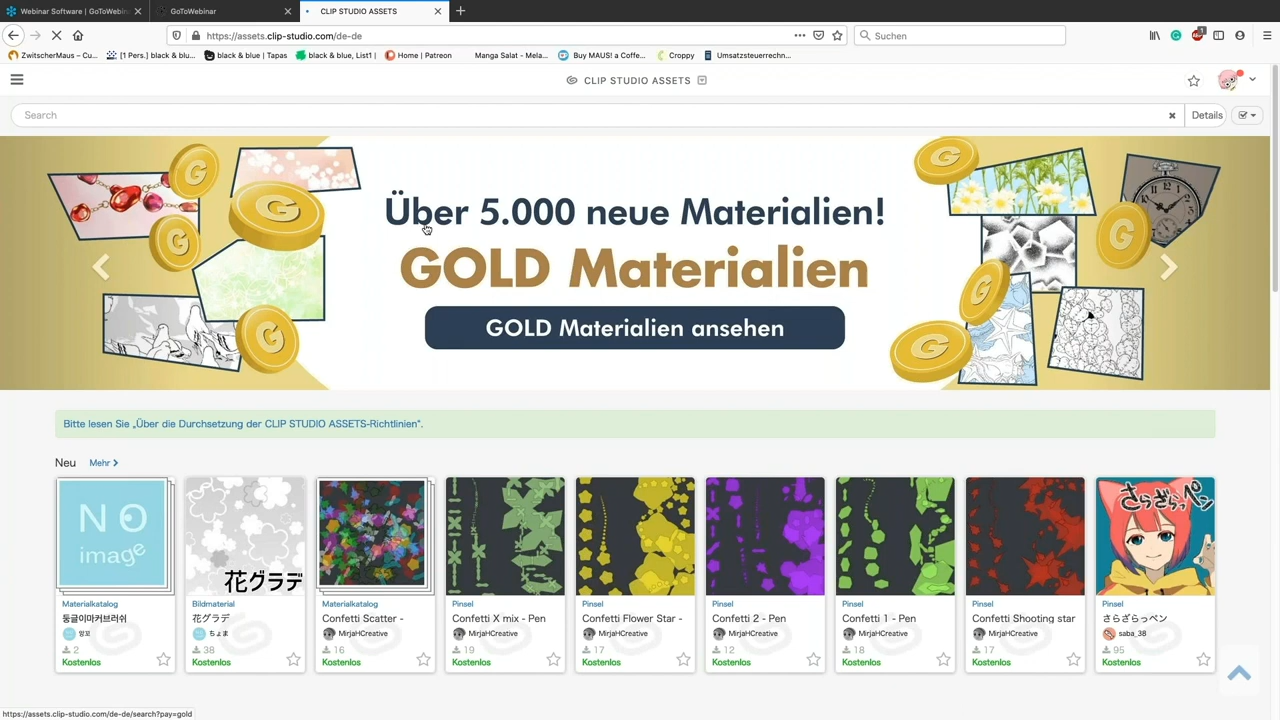 Webinar Software | GoToWebin
GoToWebinar
CLIP STUDIO ASSETS
https://assets.clip-studio.com/de-de
Suchen
ZwitscherMaus – Cu...
[1 Pers.] black & blu...
black & blue | Tapas
black & blue, List1 |
Home | Patreon
Manga Salat - Mela...
Buy MAUS! a Coffe...
Croppy
Umsatzsteuerrechn...
CLIP STUDIO ASSETS
Search
Details
Über 5.000 neue Materialien!
GOLD Materialien
GOLD Materialien ansehen
Bitte lesen Sie „Über die Durchsetzung der CLIP STUDIO ASSETS-Richtlinien“.
Neu Mehr
NO
image
花グラデ
さらざらっペン
Materialkatalog
둥글이마커브러쉬
앙꼬
2
Kostenlos
Bildmaterial
花グラデ
ちょま
38
Kostenlos
Materialkatalog
Confetti Scatter -
MirjaHCreative
16
Kostenlos
Pinsel
Confetti X mix - Pen
MirjaHCreative
19
Kostenlos
Pinsel
Confetti Flower Star -
MirjaHCreative
17
Kostenlos
Pinsel
Confetti 2 - Pen
MirjaHCreative
12
Kostenlos
Pinsel
Confetti 1 - Pen
MirjaHCreative
18
Kostenlos
Pinsel
Confetti Shooting star
MirjaHCreative
17
Kostenlos
Pinsel
さらざらっペン
saba_38
95
Kostenlos
https://assets.clip-studio.com/de-de/search?pay=gold